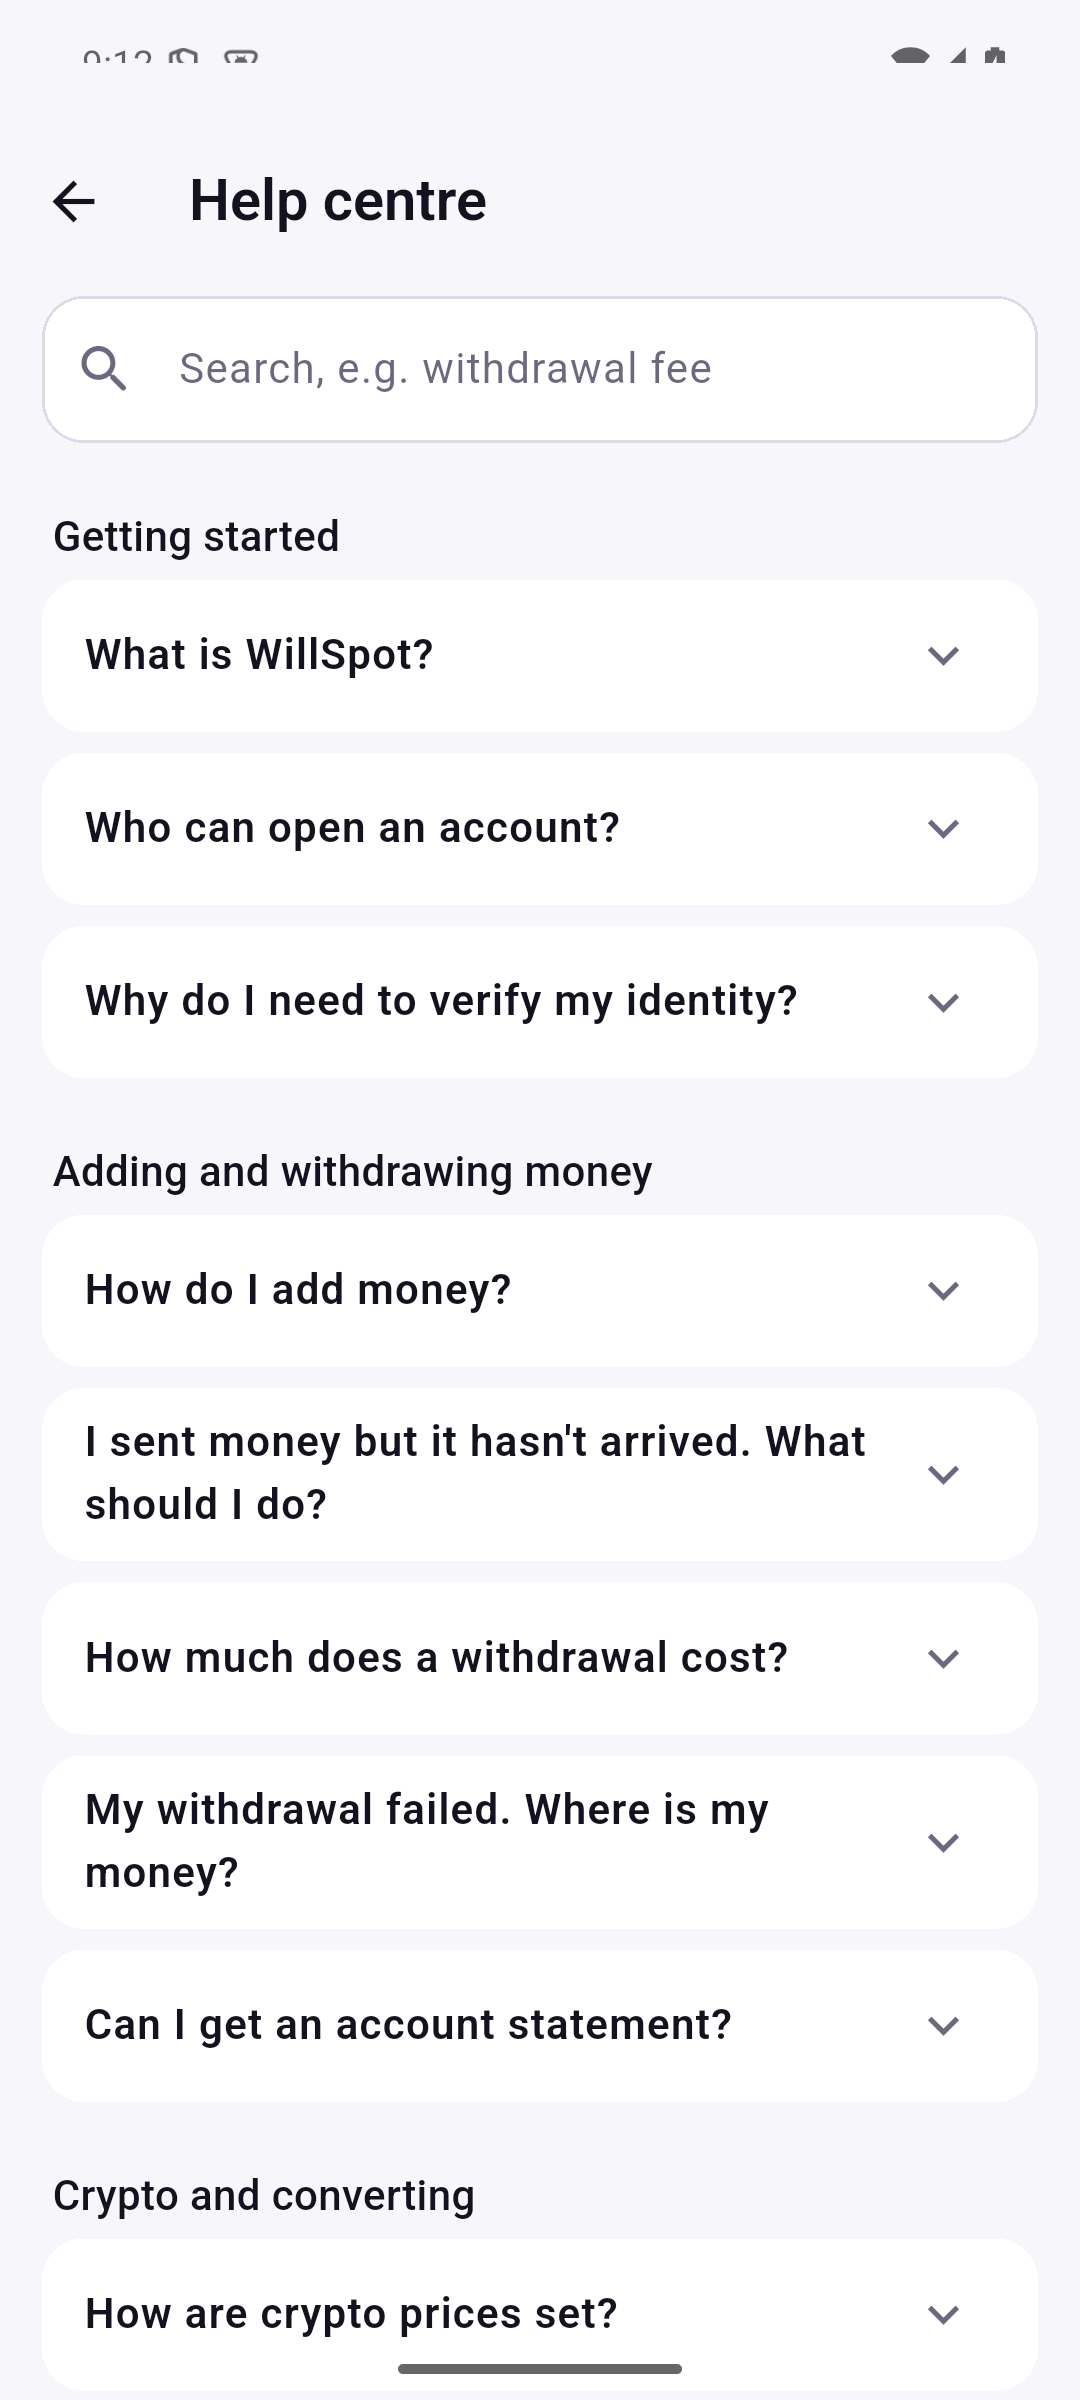 9:12
Help centre
Search, e.g. withdrawal fee
Getting started
What is WillSpot?
Who can open an account?
Why do I need to verify my identity?
Adding and withdrawing money
How do I add money?
I sent money but it hasn't arrived. What
should I do?
How much does a withdrawal cost?
My withdrawal failed. Where is my
money?
Can I get an account statement?
Crypto and converting
How are crypto prices set?